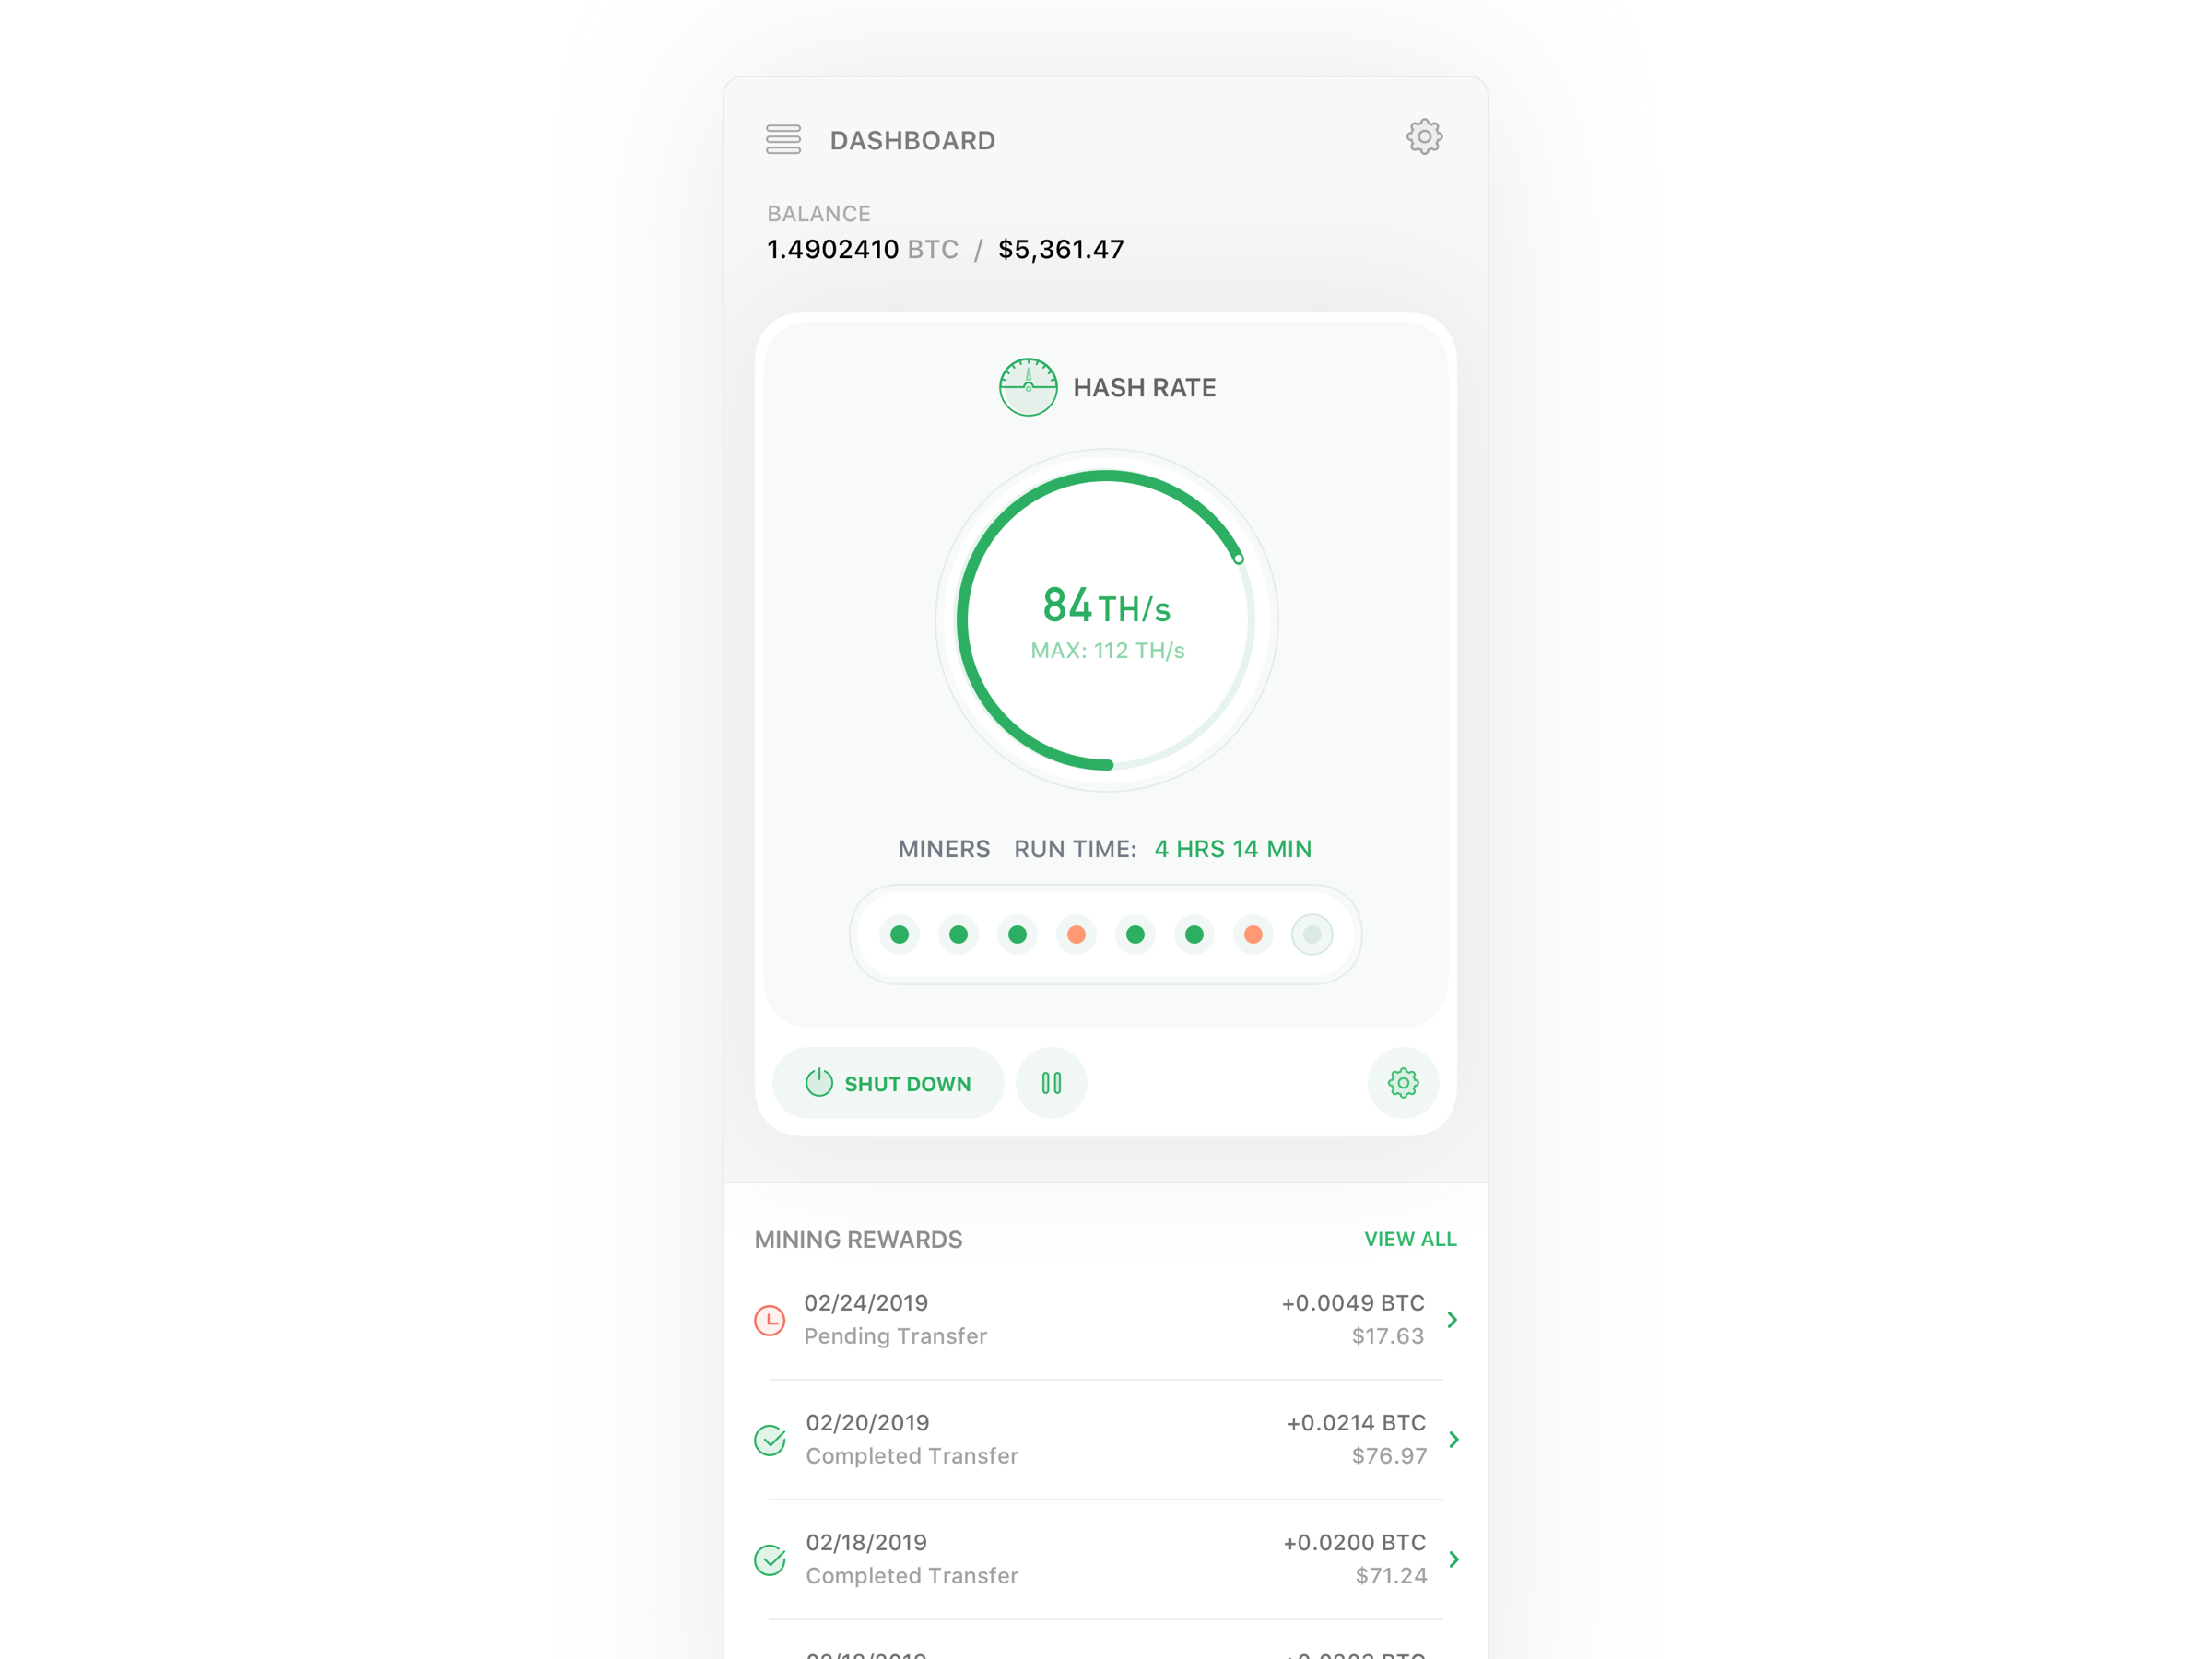 DASHBOARD
BALANCE
1.4902410 BTC / $5,361.47
HASH RATE
84 TH/s
MAX: 112 TH/s
MINERS RUN TIME: 4 HRS 14 MIN
SHUT DOWN
MINING REWARDS VIEW ALL
02/24/2019 +0.0049 BTC
Pending Transfer $17.63
02/20/2019 +0.0214 BTC
Completed Transfer $76.97
02/18/2019 +0.0200 BTC
Completed Transfer $71.24